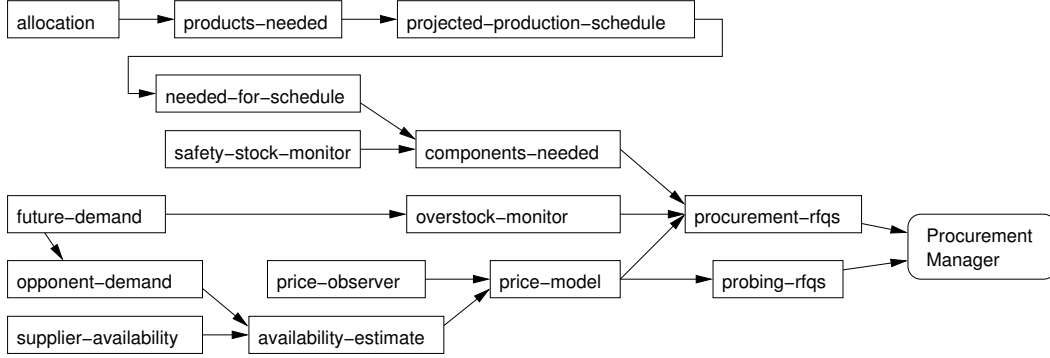 allocation
products−needed
projected−production−schedule
needed−for−schedule
safety−stock−monitor
components−needed
future−demand
overstock−monitor
procurement−rfqs
Procurement
Manager
opponent−demand
price−observer
price−model
probing−rfqs
supplier−availability
availability−estimate